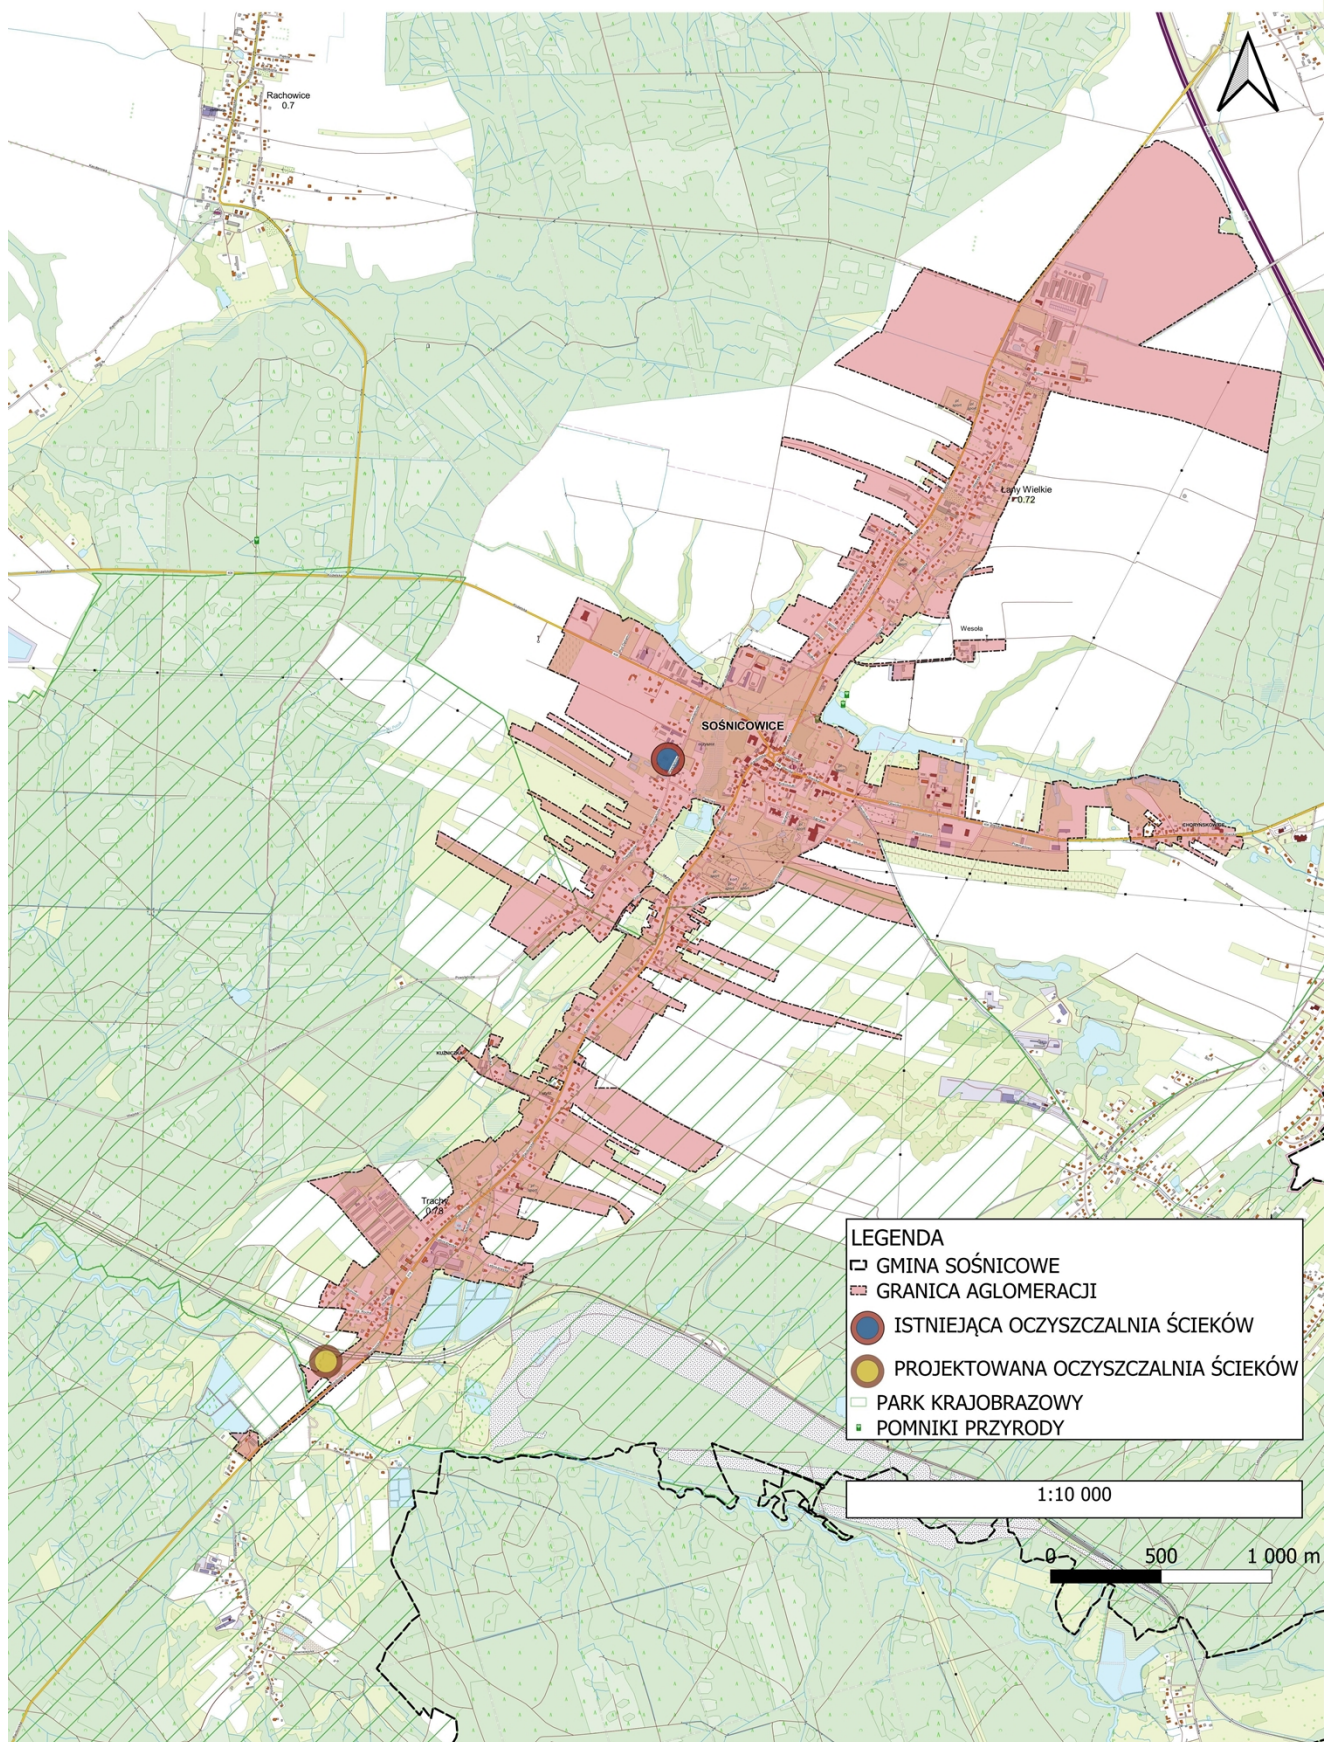 Rachowice
0.7
Łany Wielkie
0.72
Wesoła
SOŚNICOWICE
KUŹNICZKA
Trachy
0.78
LEGENDA
GMINA SOŚNICOWE
GRANICA AGLOMERACJI
ISTNIEJĄCA OCZYSZCZALNIA ŚCIEKÓW
PROJEKTOWANA OCZYSZCZALNIA ŚCIEKÓW
PARK KRAJOBRAZOWY
POMNIKI PRZYRODY
1:10 000
0 500 1 000 m